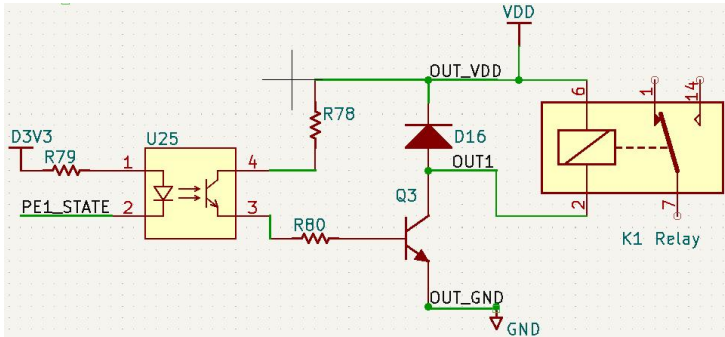 VDD
OUT_VDD
6
1
14
R78
D3V3
U25
D16
R79
1
4
OUT1
PE1_STATE
2
3
Q3
2
7
R80
K1 Relay
OUT_GND
GND